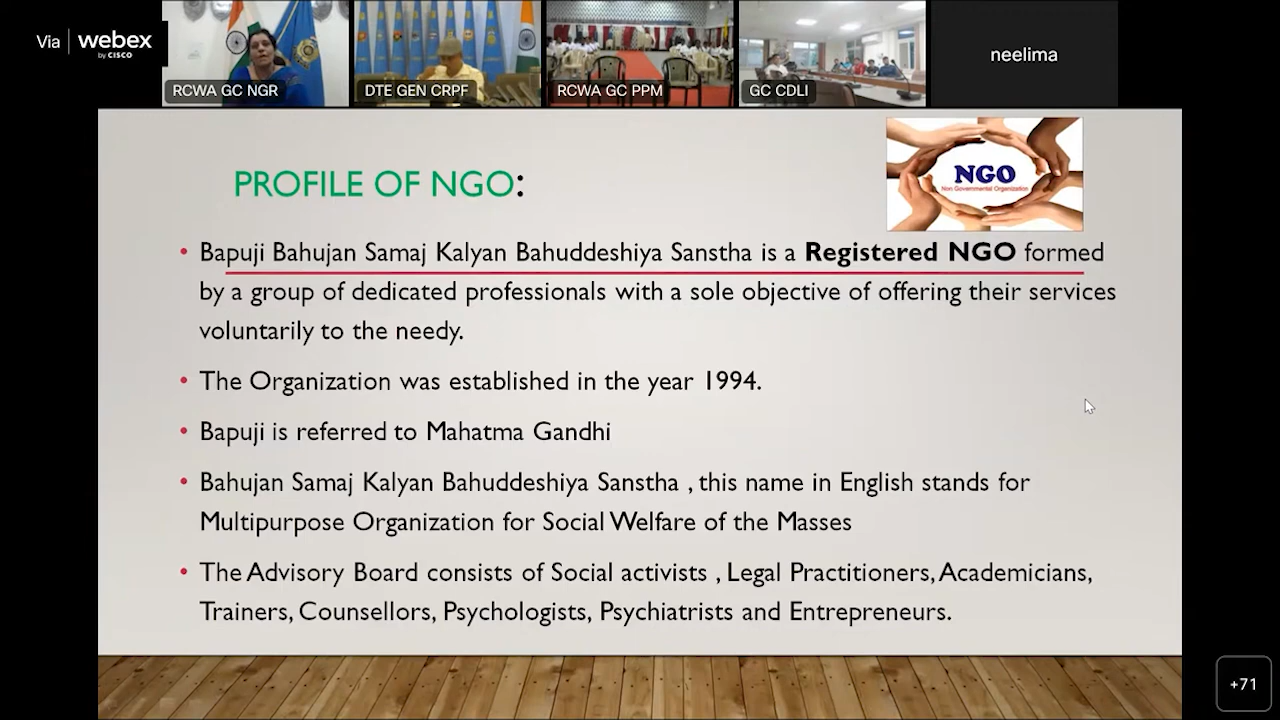 Via webex
by CISCO
RCWA GC NGR
DTE GEN CRPF
RCWA GC PPM
GC CDLI
neelima
NGO
Non Governmental Organization
PROFILE OF NGO:
• Bapuji Bahujan Samaj Kalyan Bahuddeshiya Sanstha is a Registered NGO formed
by a group of dedicated professionals with a sole objective of offering their services
voluntarily to the needy.
• The Organization was established in the year 1994.
• Bapuji is referred to Mahatma Gandhi
• Bahujan Samaj Kalyan Bahuddeshiya Sanstha , this name in English stands for
Multipurpose Organization for Social Welfare of the Masses
• The Advisory Board consists of Social activists , Legal Practitioners, Academicians,
Trainers, Counsellors, Psychologists, Psychiatrists and Entrepreneurs.
+71